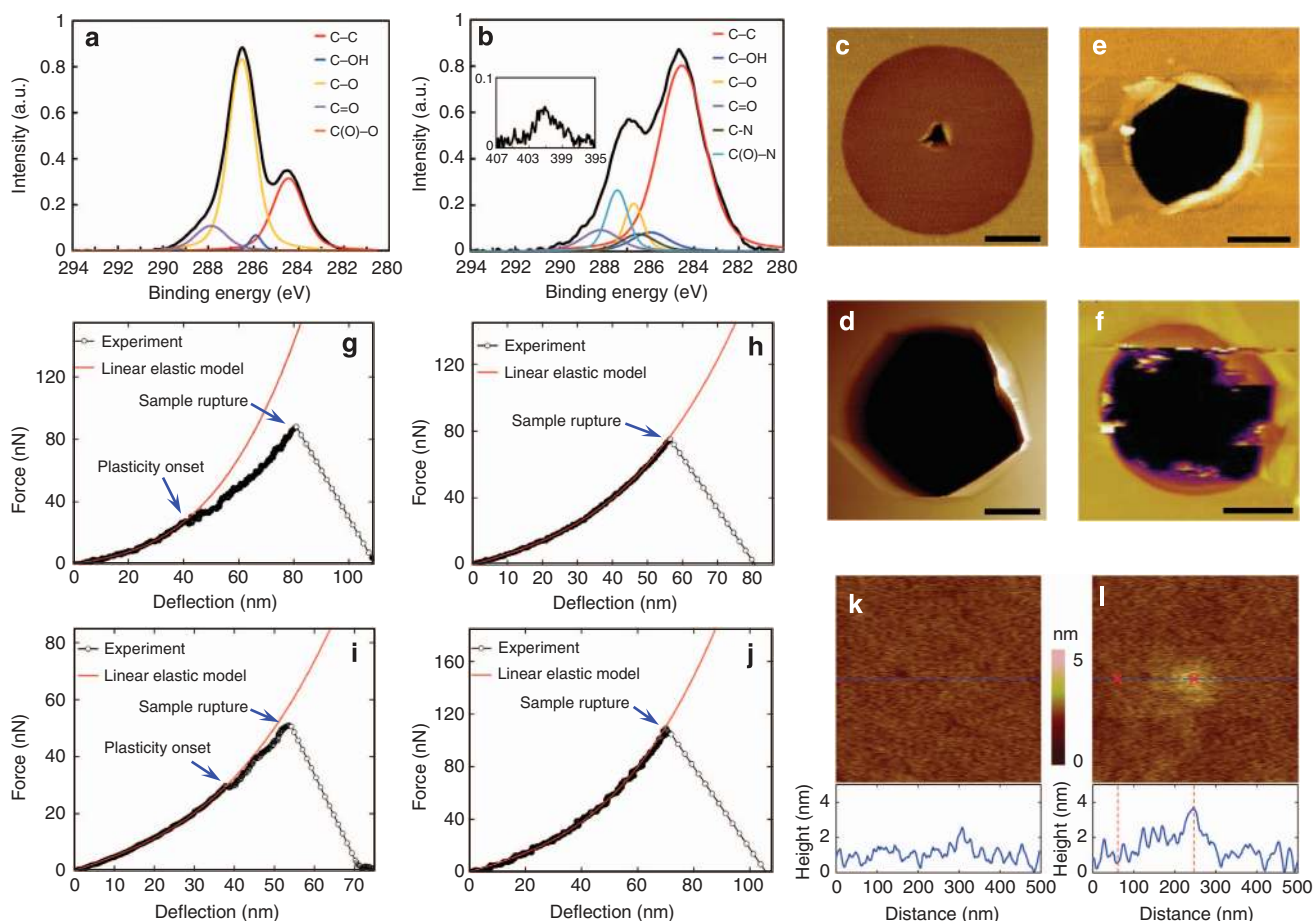 a
Intensity (a.u.)
1
0.8
0.6
0.4
0.2
0
C–C
C–OH
C–O
C=O
C(O)–O
294 292 290 288 286 284 282 280
Binding energy (eV)
b
Intensity (a.u.)
1
0.8
0.6
0.4
0.2
0
0.1
0
407 403 399 395
C–C
C–OH
C–O
C=O
C-N
C(O)–N
294 292 290 288 286 284 282 280
Binding energy (eV)
c
e
d
f
g
Experiment
Linear elastic model
Sample rupture
Plasticity onset
Force (nN)
120
80
40
0
0 20 40 60 80 100
Deflection (nm)
h
Experiment
Linear elastic model
Sample rupture
Force (nN)
120
80
40
0
0 10 20 30 40 50 60 70 80
Deflection (nm)
i
Experiment
Linear elastic model
Sample rupture
Plasticity onset
Force (nN)
80
60
40
20
0
0 10 20 30 40 50 60 70
Deflection (nm)
j
Experiment
Linear elastic model
Sample rupture
Force (nN)
160
120
80
40
0
0 20 40 60 80 100
Deflection (nm)
k
nm
5
0
l
Height (nm)
4
2
0
0 100 200 300 400 500
Distance (nm)
Height (nm)
4
2
0
0 100 200 300 400 500
Distance (nm)